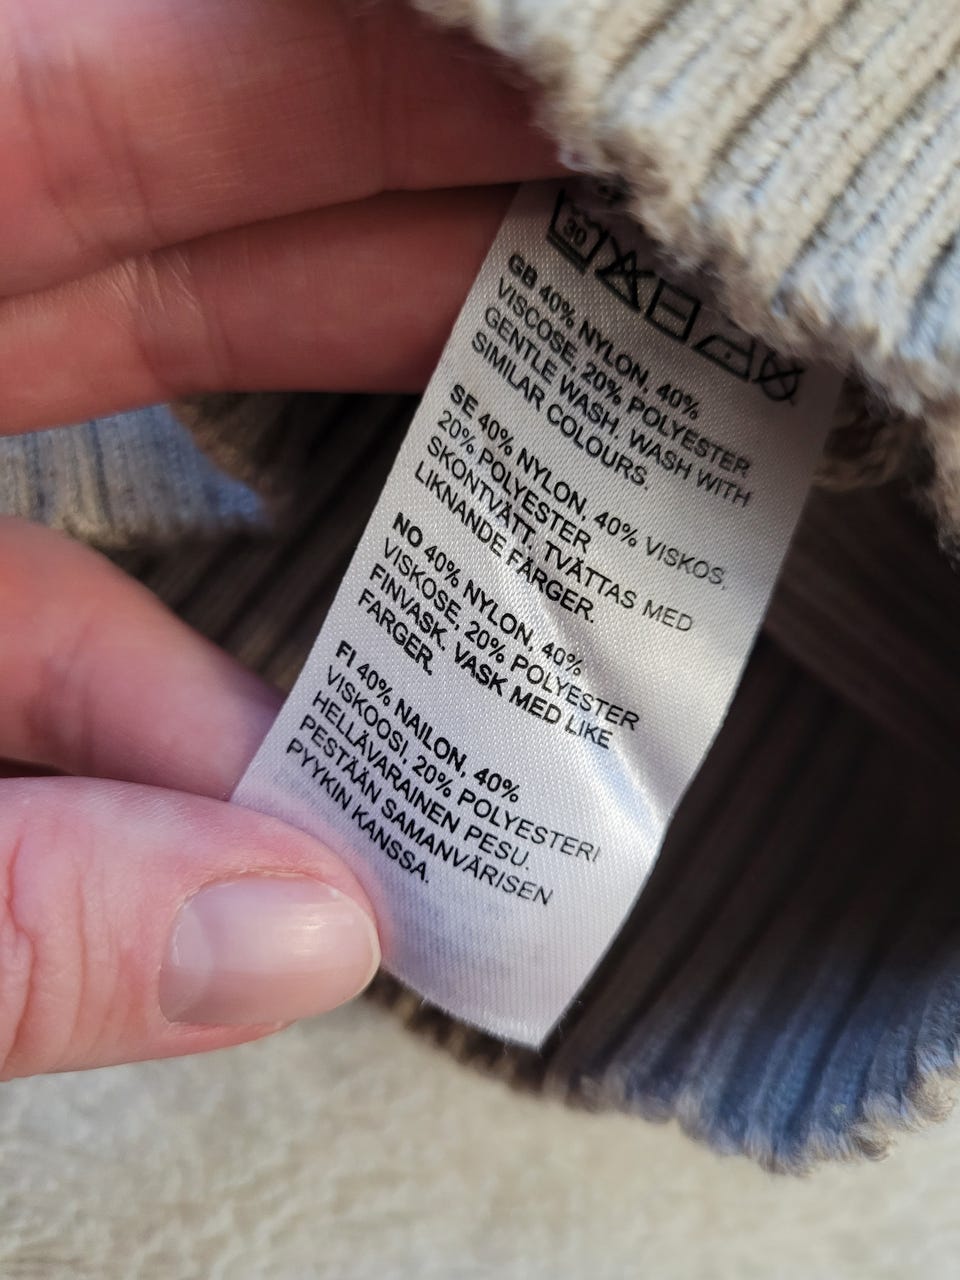 30
GB 40% NYLON, 40%
VISCOSE, 20% POLYESTER
GENTLE WASH, WASH WITH
SIMILAR COLOURS.
SE 40% NYLON, 40% VISKOS,
20% POLYESTER
SKONTVÄTT. TVÄTTAS MED
LIKNANDE FÄRGER.
NO 40% NYLON, 40%
VISKOSE, 20% POLYESTER
FINVASK. VASK MED LIKE
FARGER.
FI 40% NAILON, 40%
VISKOOSI, 20% POLYESTERI
HELLÄVARAINEN PESU.
PESTÄÄN SAMANVÄRISEN
PYYKIN KANSSA.